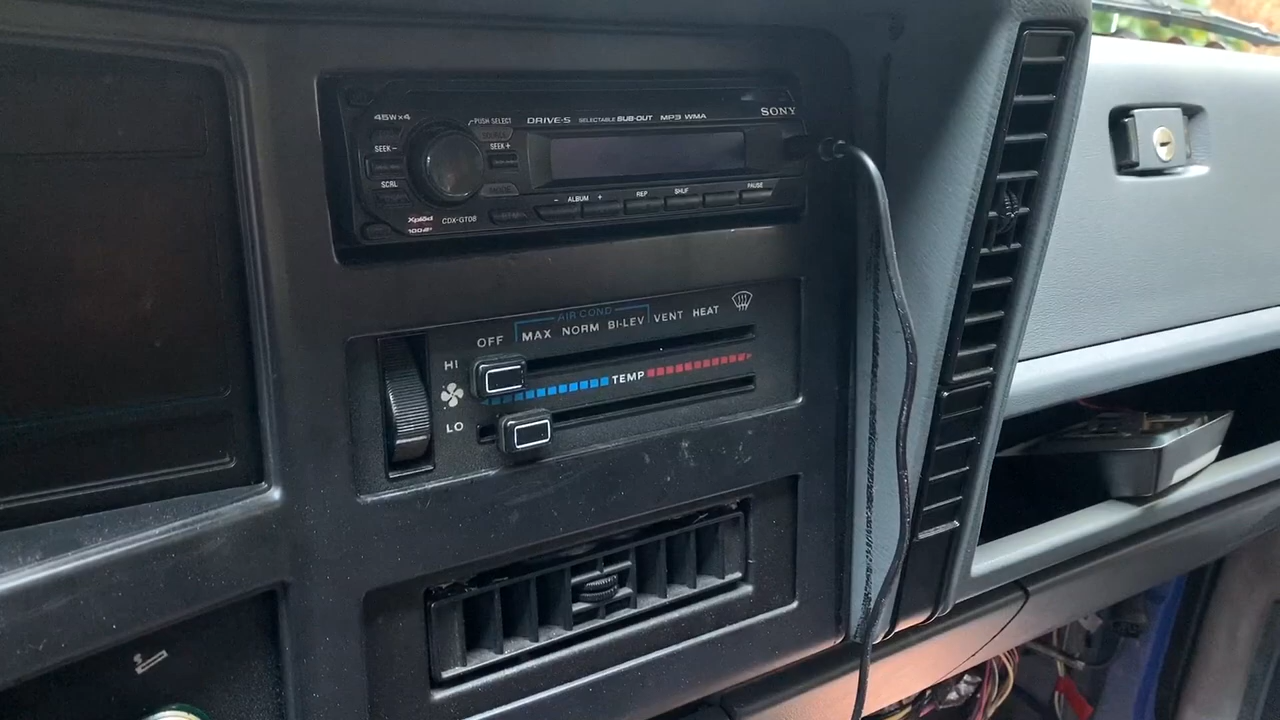 45W×4
PUSH SELECT
DRIVE-S SELECTABLE SUB-OUT MP3 WMA
SONY
SEEK−
SEEK+
SCRL
− ALBUM + REP SHUF PAUSE
Xplod
CDX-GT08
AIR COND
OFF MAX NORM BI-LEV VENT HEAT
HI
TEMP
LO